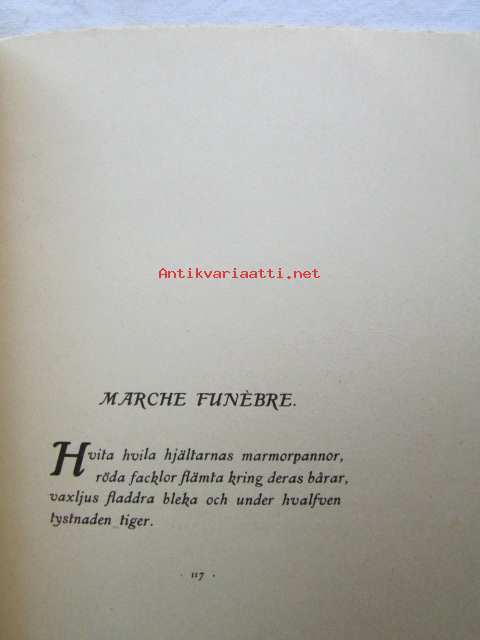 Antikvariaatti.net
MARCHE FUNÈBRE.
Hvita hvila hjältarnas marmorpannor,
röda facklor flämta kring deras bårar,
vaxljus fladdra bleka och under hvalfven
tystnaden tiger.
· 117 ·